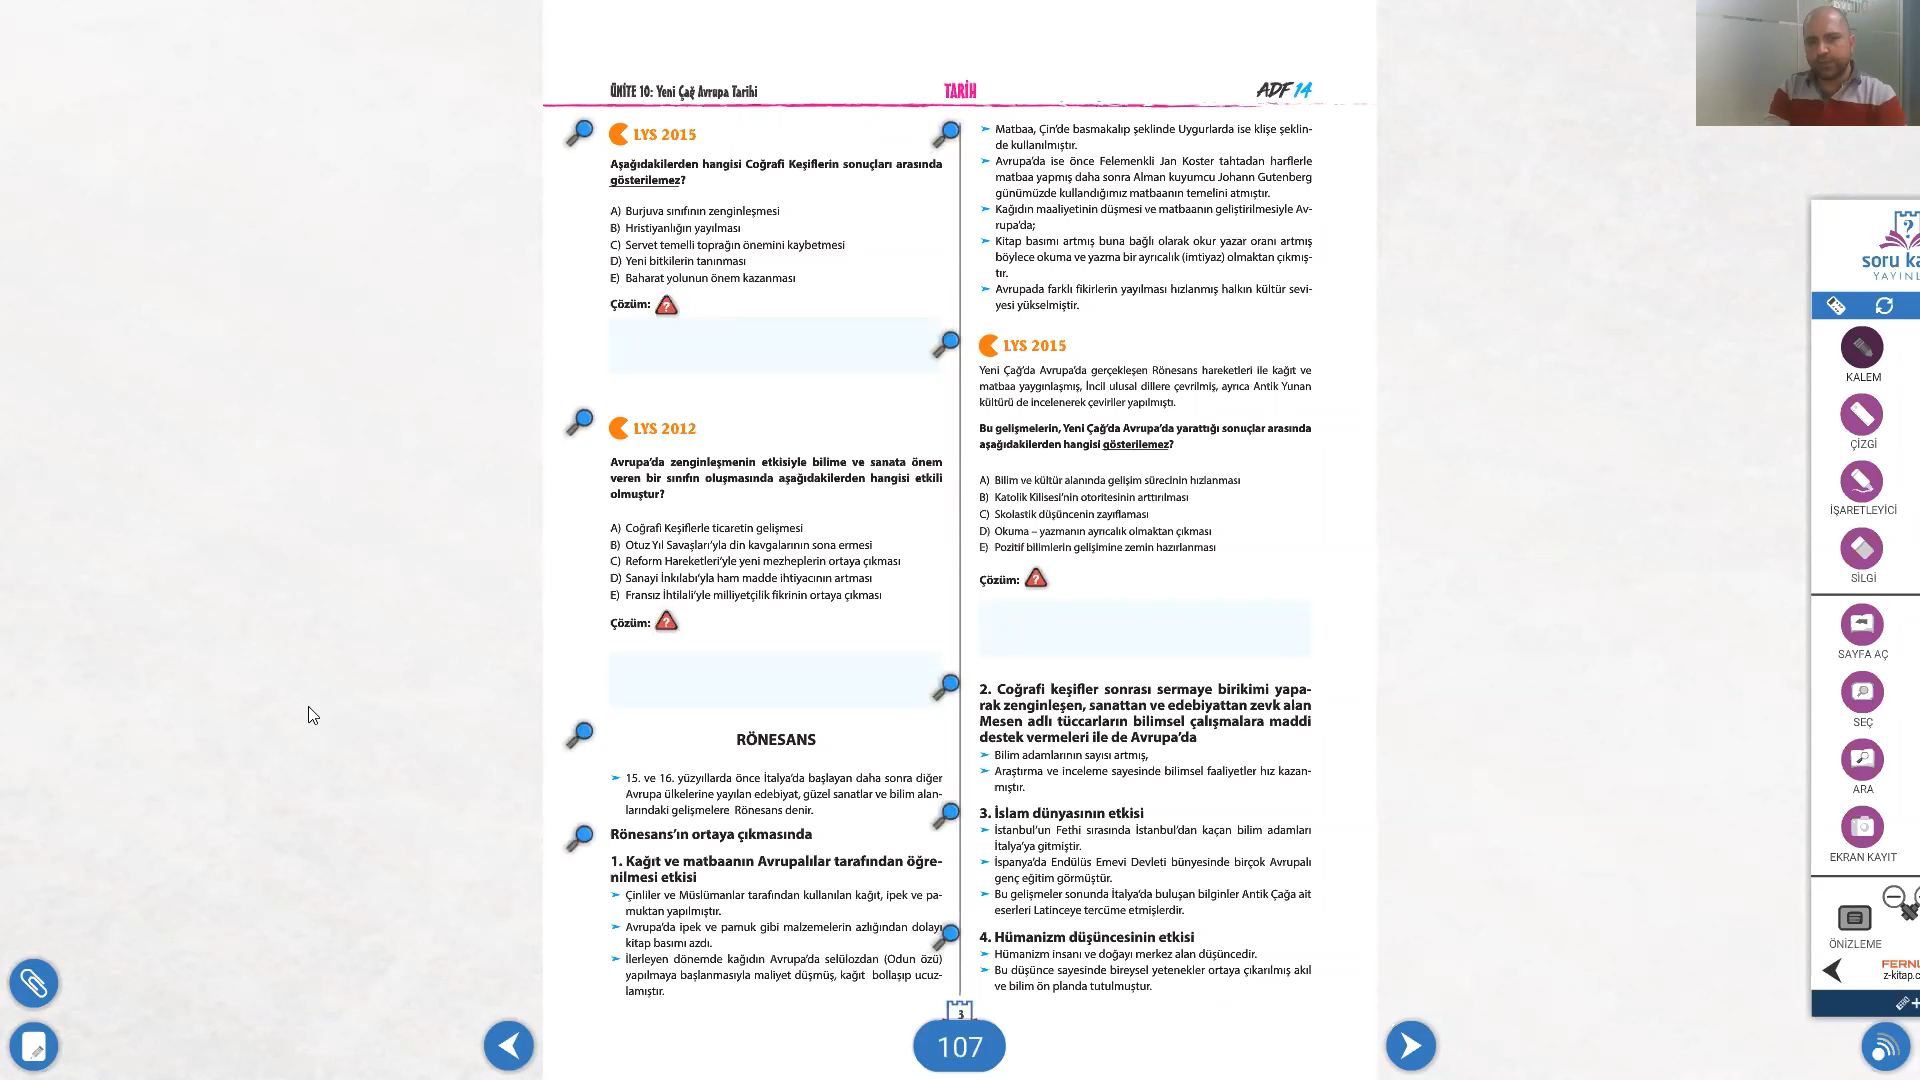 ÜNİTE 10: Yeni Çağ Avrupa Tarihi
TARİH
ADF 14
LYS 2015
Aşağıdakilerden hangisi Coğrafi Keşiflerin sonuçları arasında
gösterilemez?
A) Burjuva sınıfının zenginleşmesi
B) Hristiyanlığın yayılması
C) Servet temelli toprağın önemini kaybetmesi
D) Yeni bitkilerin tanınması
E) Baharat yolunun önem kazanması
Çözüm:
LYS 2012
Avrupa'da zenginleşmenin etkisiyle bilime ve sanata önem
veren bir sınıfın oluşmasında aşağıdakilerden hangisi etkili
olmuştur?
A) Coğrafi Keşiflerle ticaretin gelişmesi
B) Otuz Yıl Savaşları'yla din kavgalarının sona ermesi
C) Reform Hareketleri'yle yeni mezheplerin ortaya çıkması
D) Sanayi İnkılabı'yla ham madde ihtiyacının artması
E) Fransız İhtilali'yle milliyetçilik fikrinin ortaya çıkması
Çözüm:
RÖNESANS
➢ 15. ve 16. yüzyıllarda önce İtalya'da başlayan daha sonra diğer
Avrupa ülkelerine yayılan edebiyat, güzel sanatlar ve bilim alan-
larındaki gelişmelere Rönesans denir.
Rönesans'ın ortaya çıkmasında
1. Kağıt ve matbaanın Avrupalılar tarafından öğre-
nilmesi etkisi
➢ Çinliler ve Müslümanlar tarafından kullanılan kağıt, ipek ve pa-
muktan yapılmıştır.
➢ Avrupa'da ipek ve pamuk gibi malzemelerin azlığından dolayı
kitap basımı azdı.
➢ İlerleyen dönemde kağıdın Avrupa'da selülozdan (Odun özü)
yapılmaya başlanmasıyla maliyet düşmüş, kağıt bollaşıp ucuz-
lamıştır.
➢ Matbaa, Çin'de basmakalıp şeklinde Uygurlarda ise klişe şeklin-
de kullanılmıştır.
➢ Avrupa'da ise önce Felemenkli Jan Koster tahtadan harflerle
matbaa yapmış daha sonra Alman kuyumcu Johann Gutenberg
günümüzde kullandığımız matbaanın temelini atmıştır.
➢ Kağıdın maaliyetinin düşmesi ve matbaanın geliştirilmesiyle Av-
rupa'da;
➢ Kitap basımı artmış buna bağlı olarak okur yazar oranı artmış
böylece okuma ve yazma bir ayrıcalık (imtiyaz) olmaktan çıkmış-
tır.
➢ Avrupada farklı fikirlerin yayılması hızlanmış halkın kültür sevi-
yesi yükselmiştir.
LYS 2015
Yeni Çağ'da Avrupa'da gerçekleşen Rönesans hareketleri ile kağıt ve
matbaa yaygınlaşmış, İncil ulusal dillere çevrilmiş, ayrıca Antik Yunan
kültürü de incelenerek çeviriler yapılmıştı.
Bu gelişmelerin, Yeni Çağ'da Avrupa'da yarattığı sonuçlar arasında
aşağıdakilerden hangisi gösterilemez?
A) Bilim ve kültür alanında gelişim sürecinin hızlanması
B) Katolik Kilisesi'nin otoritesinin arttırılması
C) Skolastik düşüncenin zayıflaması
D) Okuma – yazmanın ayrıcalık olmaktan çıkması
E) Pozitif bilimlerin gelişimine zemin hazırlanması
Çözüm:
2. Coğrafi keşifler sonrası sermaye birikimi yapa-
rak zenginleşen, sanattan ve edebiyattan zevk alan
Mesen adlı tüccarların bilimsel çalışmalara maddi
destek vermeleri ile de Avrupa'da
➢ Bilim adamlarının sayısı artmış,
➢ Araştırma ve inceleme sayesinde bilimsel faaliyetler hız kazan-
mıştır.
3. İslam dünyasının etkisi
➢ İstanbul'un Fethi sırasında İstanbul'dan kaçan bilim adamları
İtalya'ya gitmiştir.
➢ İspanya'da Endülüs Emevi Devleti bünyesinde birçok Avrupalı
genç eğitim görmüştür.
➢ Bu gelişmeler sonunda İtalya'da buluşan bilginler Antik Çağa ait
eserleri Latinceye tercüme etmişlerdir.
4. Hümanizm düşüncesinin etkisi
➢ Hümanizm insanı ve doğayı merkez alan düşüncedir.
➢ Bu düşünce sayesinde bireysel yetenekler ortaya çıkarılmış akıl
ve bilim ön planda tutulmuştur.
3
107
soru ka
YAYINL
KALEM
ÇİZGİ
İŞARETLEYİCİ
SİLGİ
SAYFA AÇ
SEÇ
ARA
EKRAN KAYIT
ÖNİZLEME
FERNU
z-kitap.c